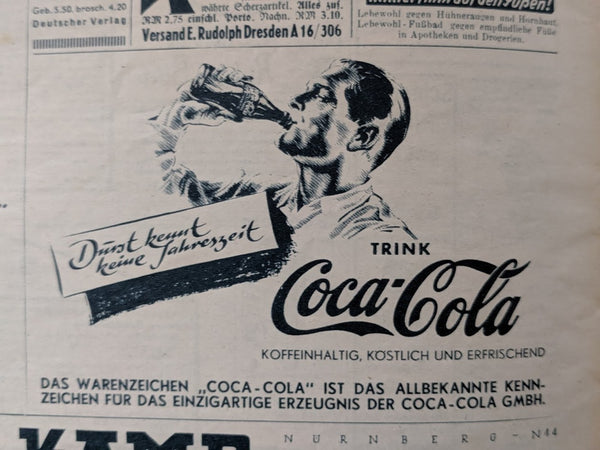 Geb. 5.50, brosch. 4.20
Deutscher Verlag
währte Scherzartikel. Alles zus.
RM 2.75 einschl. Porto. Nachn. RM 3.10.
Versand E. Rudolph Dresden A 16/306
Lebewohl gegen Hühneraugen und Hornhaut.
Lebewohl-Fußbad gegen empfindliche Füße
in Apotheken und Drogerien.
Durst kennt
keine Jahreszeit
TRINK
Coca-Cola
KOFFEINHALTIG, KÖSTLICH UND ERFRISCHEND
DAS WARENZEICHEN „COCA-COLA" IST DAS ALLBEKANNTE KENN-
ZEICHEN FÜR DAS EINZIGARTIGE ERZEUGNIS DER COCA-COLA GMBH.
NÜRNBERG-N44